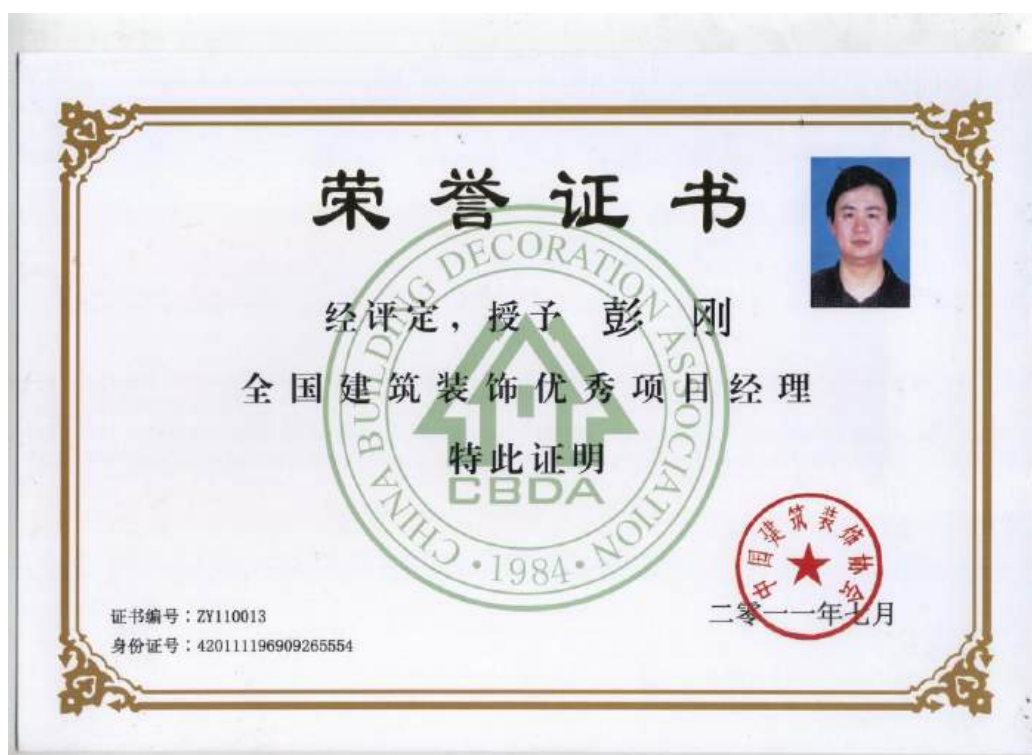 荣誉证书
经评定，授予 彭刚
全国建筑装饰优秀项目经理
特此证明
CHINA BUILDING DECORATION ASSOCIATION
CBDA
·1984·
中国建筑装饰协会
二零一一年七月
证书编号：ZY110013
身份证号：420111196909265554